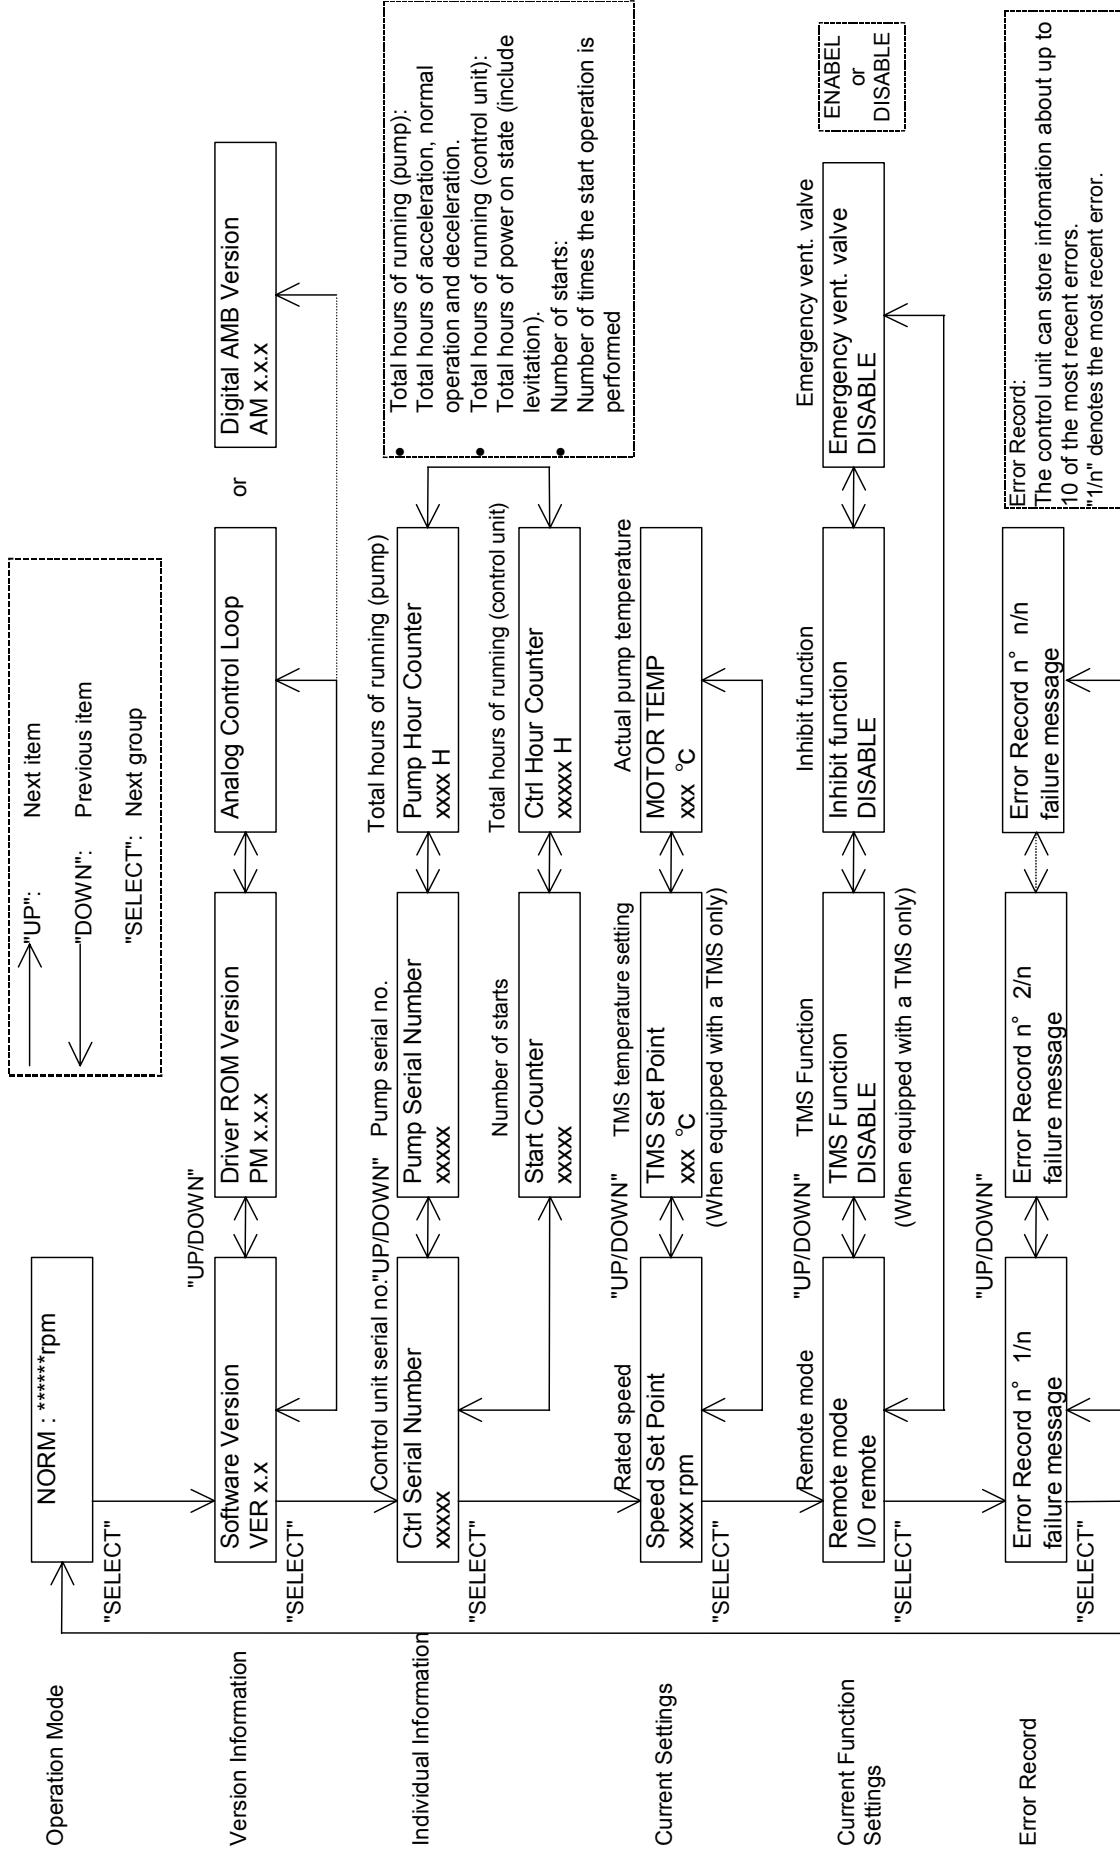 "UP": Next item
"DOWN": Previous item
"SELECT": Next group
Operation Mode
NORM : ******rpm
"SELECT"
Version Information
"UP/DOWN"
Software Version
VER x.x
Driver ROM Version
PM x.x.x
Analog Control Loop
or
Digital AMB Version
AM x.x.x
"SELECT"
Individual Information
Control unit serial no.
"UP/DOWN"
Pump serial no.
Total hours of running (pump)
Ctrl Serial Number
xxxxx
Pump Serial Number
xxxxx
Pump Hour Counter
xxxx H
Number of starts
Total hours of running (control unit)
Start Counter
xxxxx
Ctrl Hour Counter
xxxxx H
"SELECT"
• Total hours of running (pump):
Total hours of acceleration, normal
operation and deceleration.
• Total hours of running (control unit):
Total hours of power on state (include
levitation).
• Number of starts:
Number of times the start operation is
performed
Current Settings
Rated speed
"UP/DOWN"
TMS temperature setting
Actual pump temperature
Speed Set Point
xxxx rpm
TMS Set Point
xxx °C
MOTOR TEMP
xxx °C
(When equipped with a TMS only)
"SELECT"
Current Function
Settings
Remote mode
"UP/DOWN"
TMS Function
Inhibit function
Emergency vent. valve
Remote mode
I/O remote
TMS Function
DISABLE
Inhibit function
DISABLE
Emergency vent. valve
DISABLE
ENABEL
or
DISABLE
(When equipped with a TMS only)
"SELECT"
Error Record
"UP/DOWN"
Error Record n° 1/n
failure message
Error Record n° 2/n
failure message
Error Record n° n/n
failure message
"SELECT"
Error Record:
The control unit can store infomation about up to
10 of the most recent errors.
"1/n" denotes the most recent error.